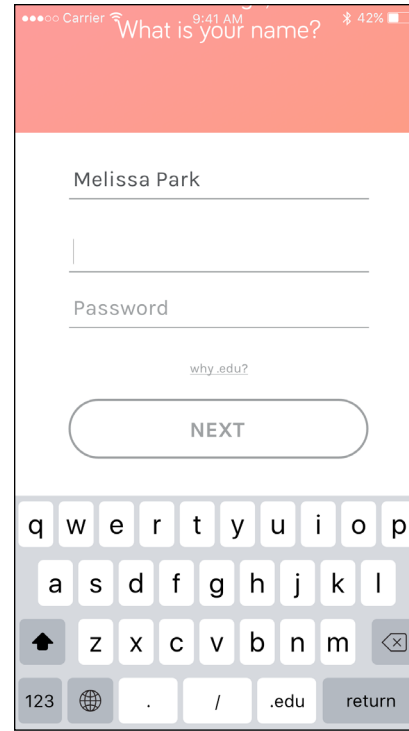 Carrier 9:41 AM 42%
What is your name?
Melissa Park
Password
why .edu?
NEXT
q w e r t y u i o p
a s d f g h j k l
z x c v b n m
123 . / .edu return